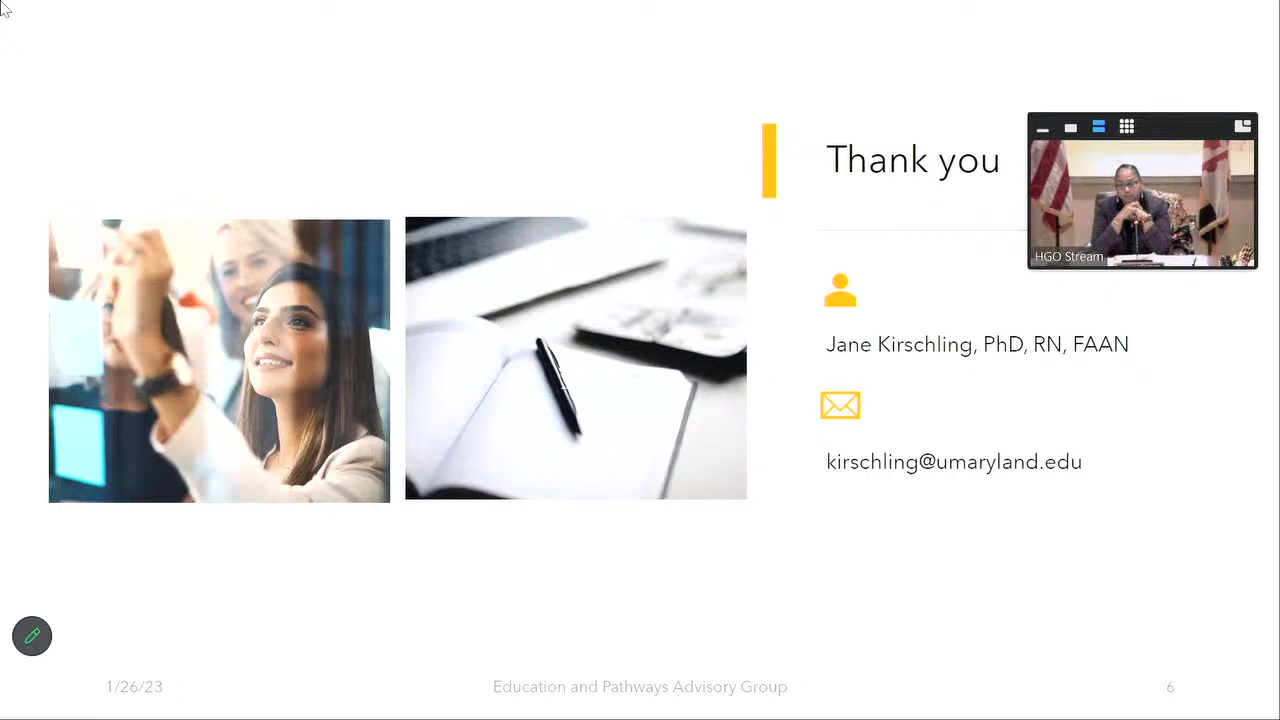 Thank you
HGO Stream
Jane Kirschling, PhD, RN, FAAN
kirschling@umaryland.edu
1/26/23
Education and Pathways Advisory Group
6